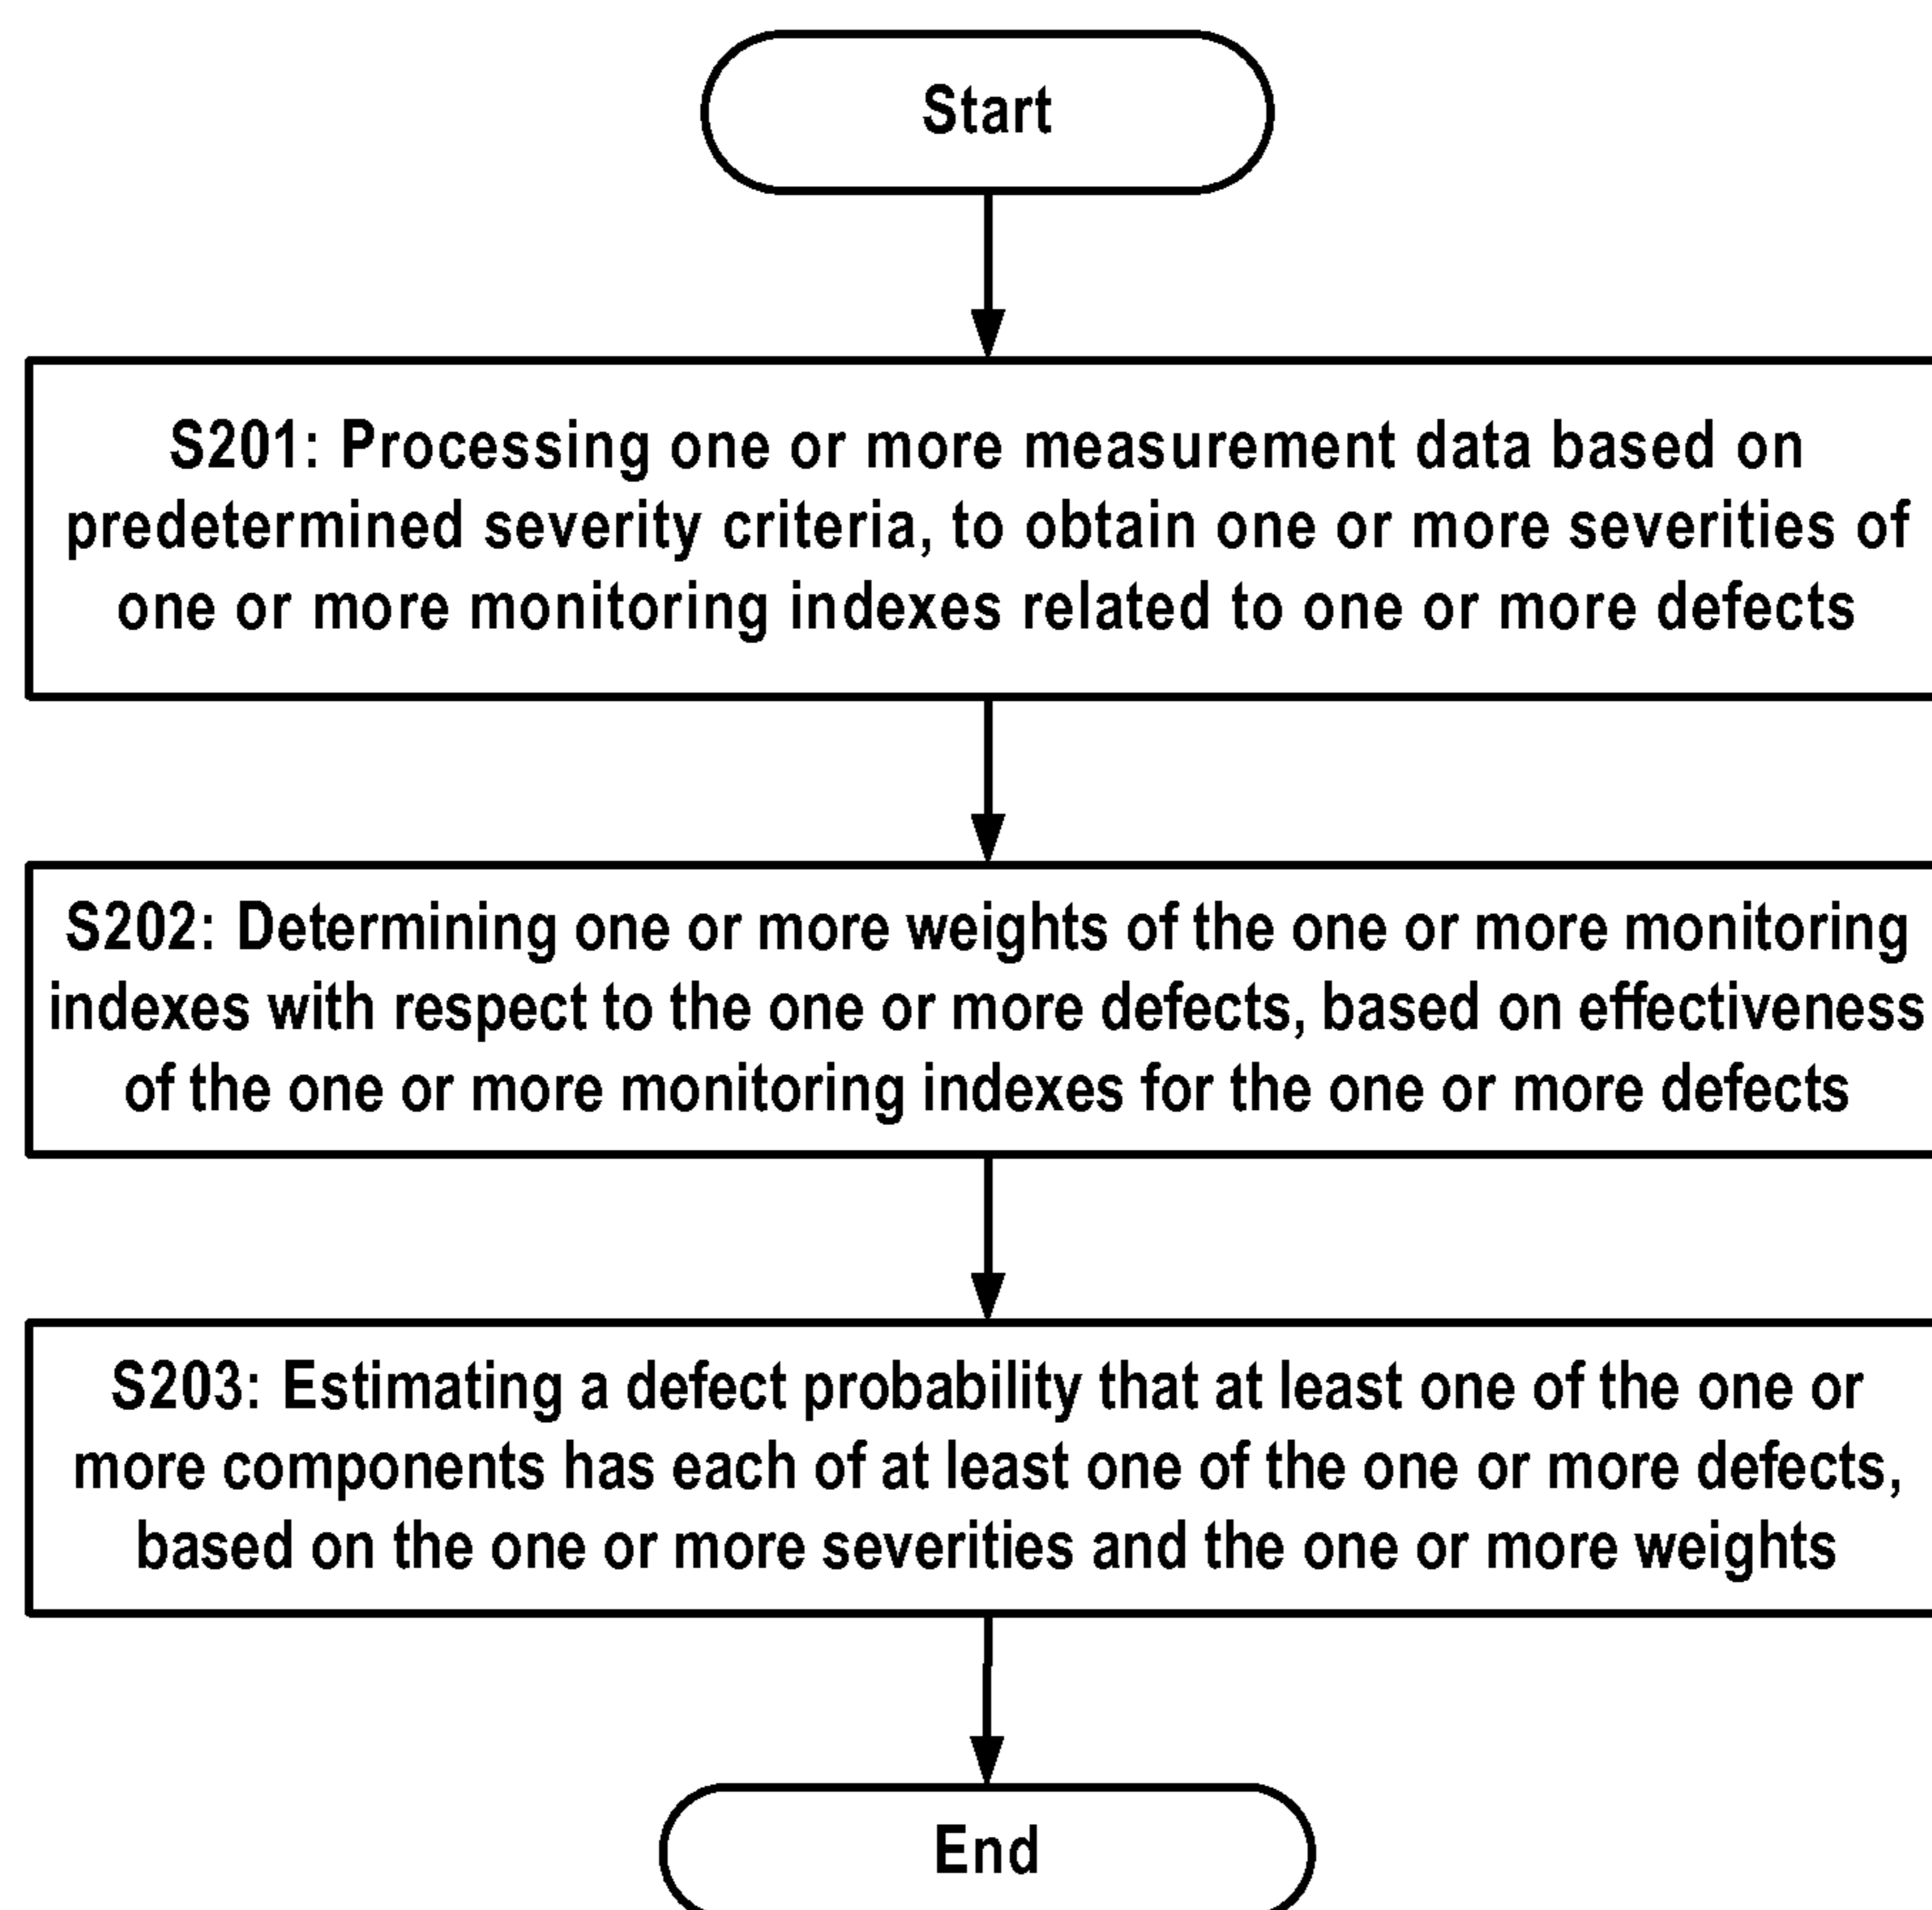 Start
S201: Processing one or more measurement data based on
predetermined severity criteria, to obtain one or more severities of
one or more monitoring indexes related to one or more defects
S202: Determining one or more weights of the one or more monitoring
indexes with respect to the one or more defects, based on effectiveness
of the one or more monitoring indexes for the one or more defects
S203: Estimating a defect probability that at least one of the one or
more components has each of at least one of the one or more defects,
based on the one or more severities and the one or more weights
End